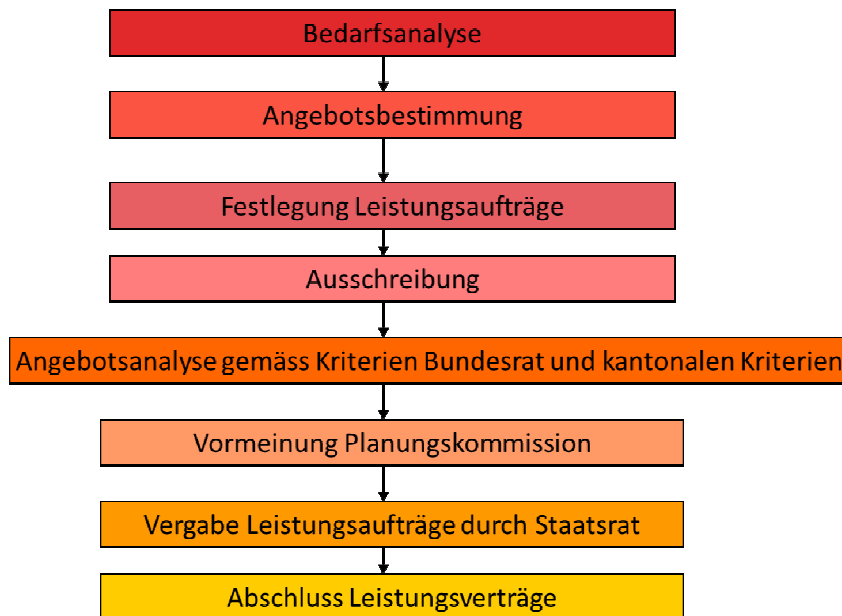 Bedarfsanalyse
Angebotsbestimmung
Festlegung Leistungsaufträge
Ausschreibung
Angebotsanalyse gemäss Kriterien Bundesrat und kantonalen Kriterien
Vormeinung Planungskommission
Vergabe Leistungsaufträge durch Staatsrat
Abschluss Leistungsverträge